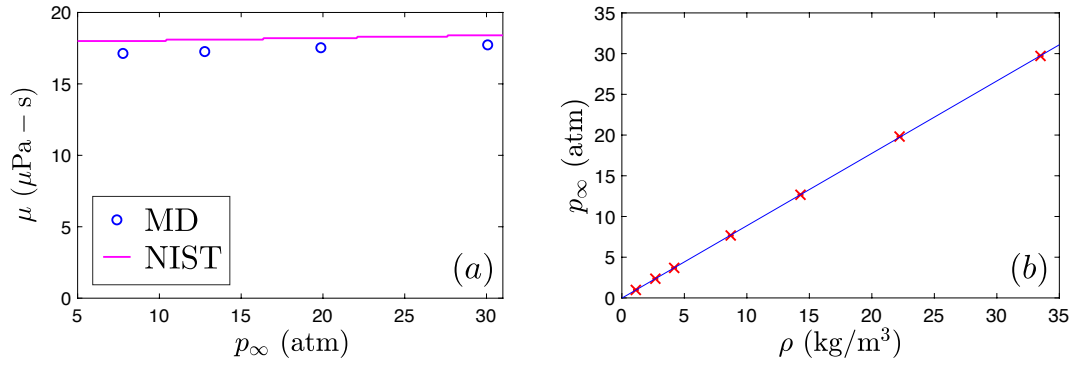 20
15
10
5
0
μ (μPa − s)
MD
NIST
(a)
5 10 15 20 25 30
p∞ (atm)
35
30
25
20
15
10
5
0
p∞ (atm)
(b)
0 5 10 15 20 25 30 35
ρ (kg/m³)